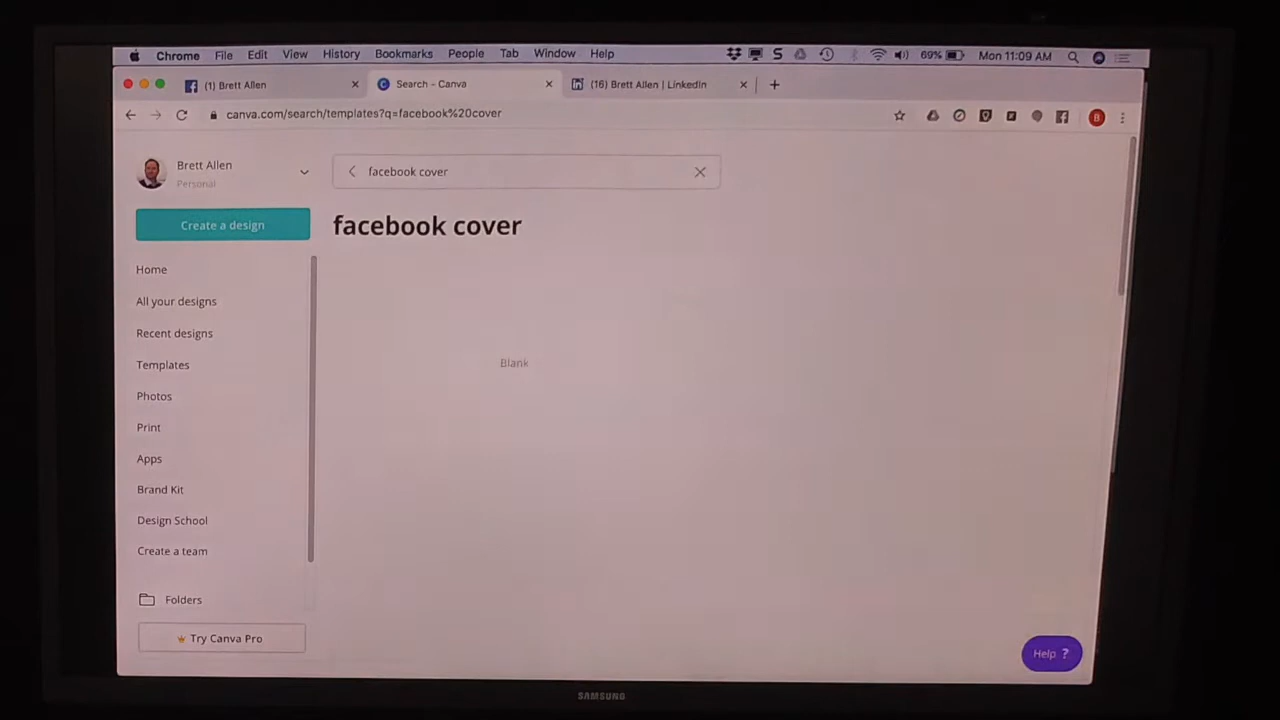 Chrome File Edit View History Bookmarks People Tab Window Help 69% Mon 11:09 AM
(1) Brett Allen
Search - Canva
(16) Brett Allen | LinkedIn
canva.com/search/templates?q=facebook%20cover
B
Brett Allen
Personal
facebook cover
Create a design
facebook cover
Home
All your designs
Recent designs
Templates
Blank
Photos
Print
Apps
Brand Kit
Design School
Create a team
Folders
Try Canva Pro
Help ?
SAMSUNG